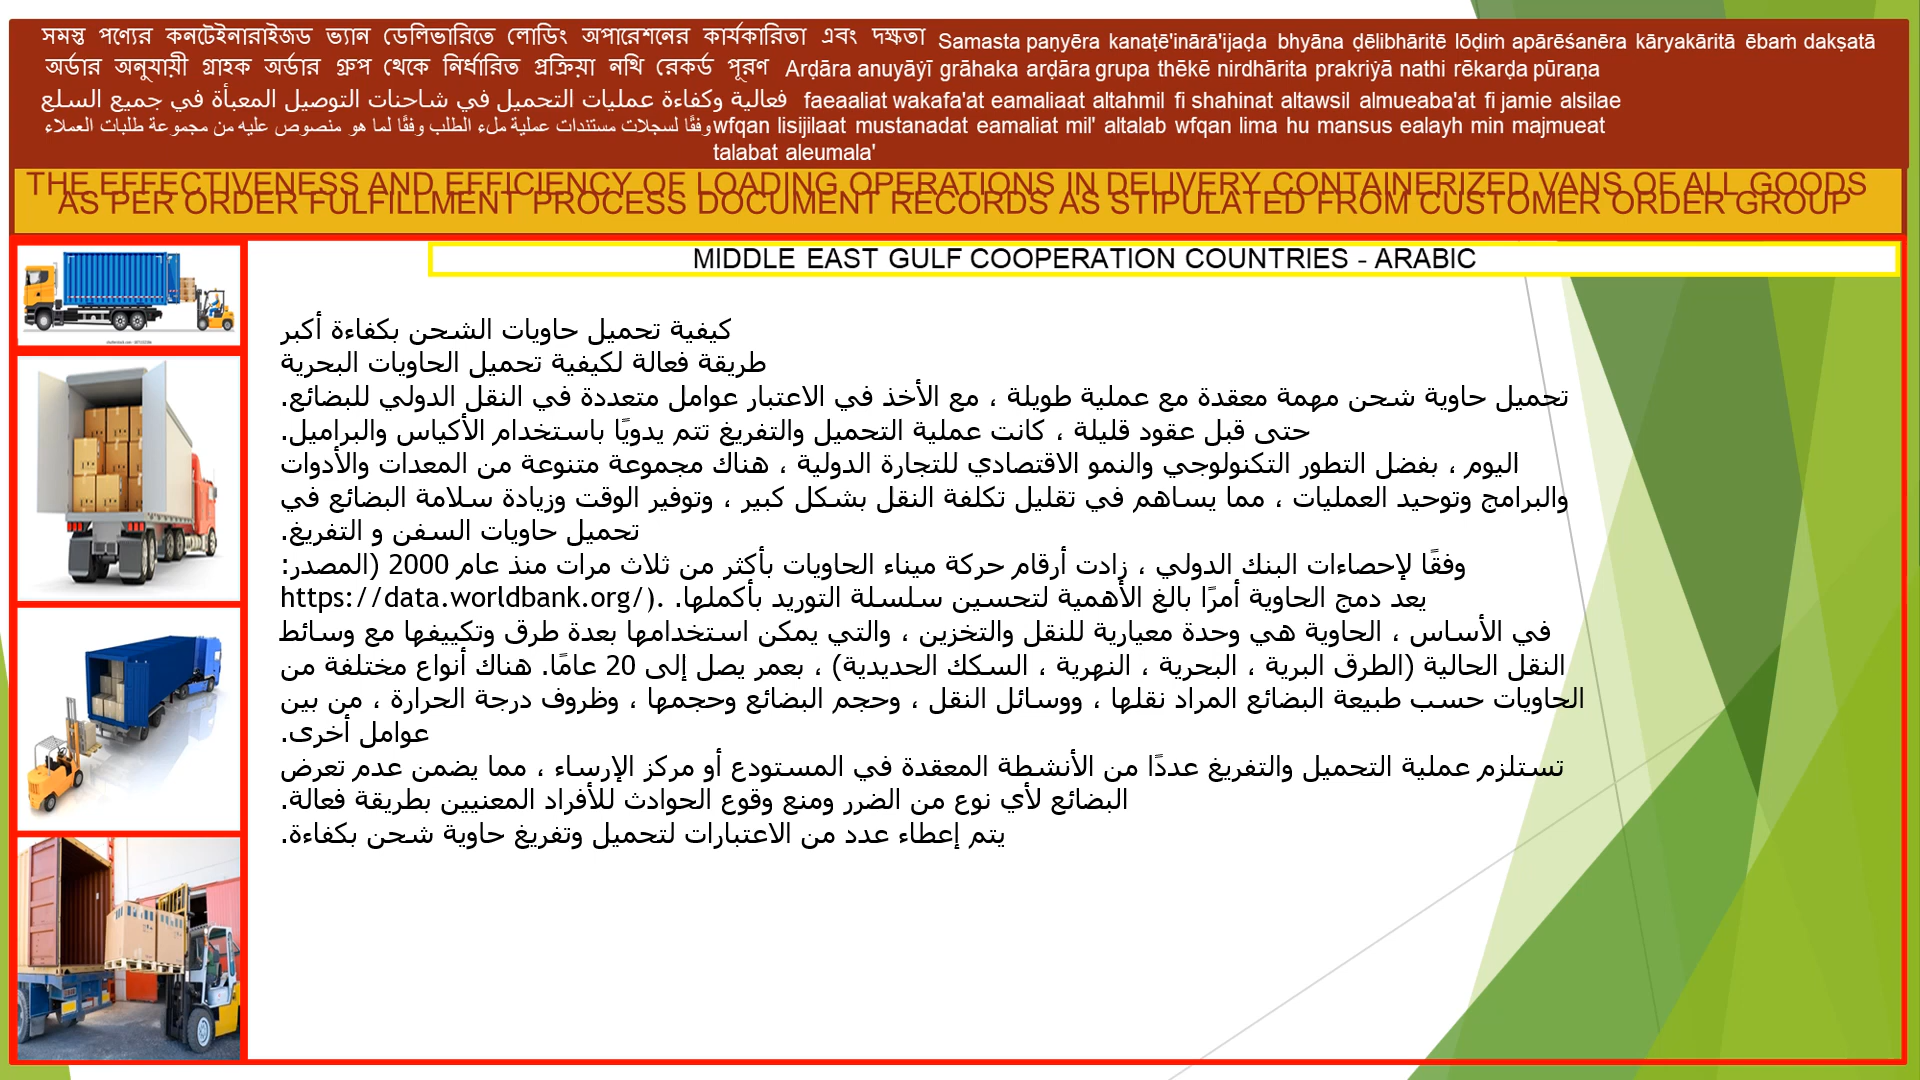 সমস্ত পণ্যের কনটেইনারাইজড ভ্যান ডেলিভারিতে লোডিং অপারেশনের কার্যকারিতা এবং দক্ষতা Samasta paṇyēra kanaṭē'inārā'ijaḍa bhyāna ḍēlibhāritē lōḍiṁ apārēśanēra kāryakāritā ēbaṁ dakṣatā
অর্ডার অনুযায়ী গ্রাহক অর্ডার গ্রুপ থেকে নির্ধারিত প্রক্রিয়া নথি রেকর্ড পূরণ Arḍāra anuyāẏī grāhaka arḍāra grupa thēkē nirdhārita prakriẏā nathi rēkarḍa pūraṇa
فعالية وكفاءة عمليات التحميل في شاحنات التوصيل المعبأة في جميع السلع faeaaliat wakafa'at eamaliaat altahmil fi shahinat altawsil almueaba'at fi jamie alsilae
وفقًا لسجلات مستندات عملية ملء الطلب وفقًا لما هو منصوص عليه من مجموعة طلبات العملاء wfqan lisijilaat mustanadat eamaliat mil' altalab wfqan lima hu mansus ealayh min majmueat
talabat aleumala'
THE EFFECTIVENESS AND EFFICIENCY OF LOADING OPERATIONS IN DELIVERY CONTAINERIZED VANS OF ALL GOODS
AS PER ORDER FULFILLMENT PROCESS DOCUMENT RECORDS AS STIPULATED FROM CUSTOMER ORDER GROUP
MIDDLE EAST GULF COOPERATION COUNTRIES - ARABIC
كيفية تحميل حاويات الشحن بكفاءة أكبر
طريقة فعالة لكيفية تحميل الحاويات البحرية
تحميل حاوية شحن مهمة معقدة مع عملية طويلة ، مع الأخذ في الاعتبار عوامل متعددة في النقل الدولي للبضائع.
حتى قبل عقود قليلة ، كانت عملية التحميل والتفريغ تتم يدويًا باستخدام الأكياس والبراميل.
اليوم ، بفضل التطور التكنولوجي والنمو الاقتصادي للتجارة الدولية ، هناك مجموعة متنوعة من المعدات والأدوات
والبرامج وتوحيد العمليات ، مما يساهم في تقليل تكلفة النقل بشكل كبير ، وتوفير الوقت وزيادة سلامة البضائع في
تحميل حاويات السفن و التفريغ.
وفقًا لإحصاءات البنك الدولي ، زادت أرقام حركة ميناء الحاويات بأكثر من ثلاث مرات منذ عام 2000 (المصدر:
https://data.worldbank.org/). يعد دمج الحاوية أمرًا بالغ الأهمية لتحسين سلسلة التوريد بأكملها.
في الأساس ، الحاوية هي وحدة معيارية للنقل والتخزين ، والتي يمكن استخدامها بعدة طرق وتكييفها مع وسائط
النقل الحالية (الطرق البرية ، البحرية ، النهرية ، السكك الحديدية) ، بعمر يصل إلى 20 عامًا. هناك أنواع مختلفة من
الحاويات حسب طبيعة البضائع المراد نقلها ، ووسائل النقل ، وحجم البضائع وحجمها ، وظروف درجة الحرارة ، من بين
عوامل أخرى.
تستلزم عملية التحميل والتفريغ عددًا من الأنشطة المعقدة في المستودع أو مركز الإرساء ، مما يضمن عدم تعرض
البضائع لأي نوع من الضرر ومنع وقوع الحوادث للأفراد المعنيين بطريقة فعالة.
يتم إعطاء عدد من الاعتبارات لتحميل وتفريغ حاوية شحن بكفاءة.